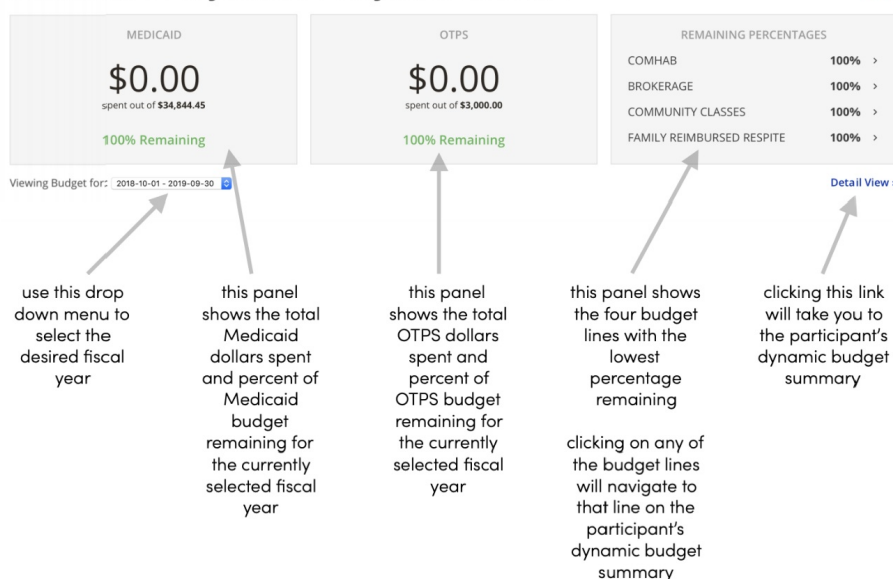 MEDICAID
$0.00
spent out of $34,844.45
100% Remaining
OTPS
$0.00
spent out of $3,000.00
100% Remaining
REMAINING PERCENTAGES
COMHAB 100% >
BROKERAGE 100% >
COMMUNITY CLASSES 100% >
FAMILY REIMBURSED RESPITE 100% >
Viewing Budget for: 2018-10-01 - 2019-09-30
Detail View
use this drop
down menu to
select the
desired fiscal
year
this panel
shows the total
Medicaid
dollars spent
and percent of
Medicaid
budget
remaining for
the currently
selected fiscal
year
this panel
shows the total
OTPS dollars
spent and
percent of
OTPS budget
remaining for
the currently
selected fiscal
year
this panel shows
the four budget
lines with the
lowest
percentage
remaining
clicking on any of
the budget lines
will navigate to
that line on the
participant's
dynamic budget
summary
clicking this link
will take you to
the participant's
dynamic budget
summary